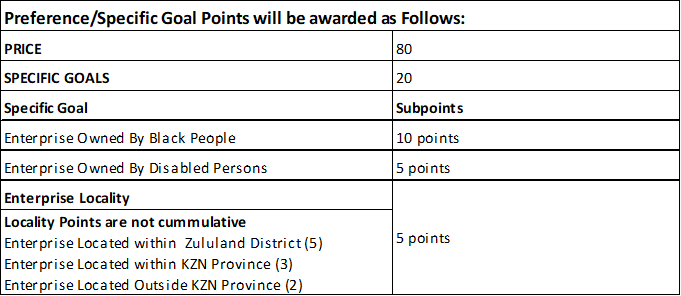 Preference/Specific Goal Points will be awarded as Follows:
PRICE 80
SPECIFIC GOALS 20
Specific Goal Subpoints
Enterprise Owned By Black People 10 points
Enterprise Owned By Disabled Persons 5 points
Enterprise Locality
Locality Points are not cummulative
Enterprise Located within Zululand District (5)
5 points
Enterprise Located within KZN Province (3)
Enterprise Located Outside KZN Province (2)